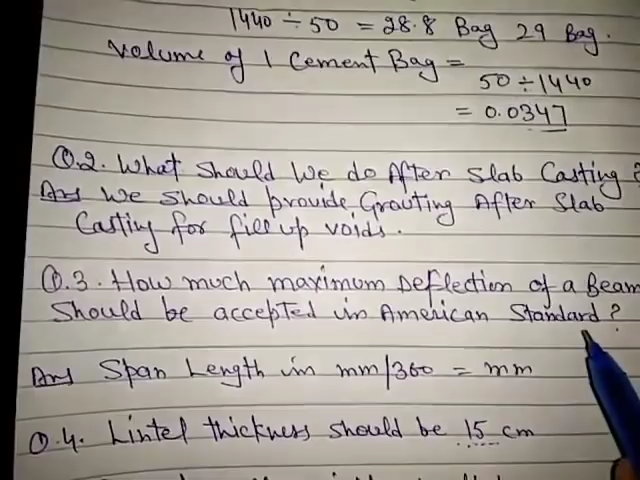 1440 ÷ 50 = 28.8 Bag 29 Bag.
Volume of 1 Cement Bag =
50 ÷ 1440
= 0.0347
Q.2. What should We do After Slab Casting ?
Ans We should provide Grouting After Slab
Casting for fill up voids.
Q.3. How much maximum Deflection of a Beam
should be accepted in American Standard ?
Ans Span Length in mm/360 = mm
Q.4. Lintel thickness should be 15 cm